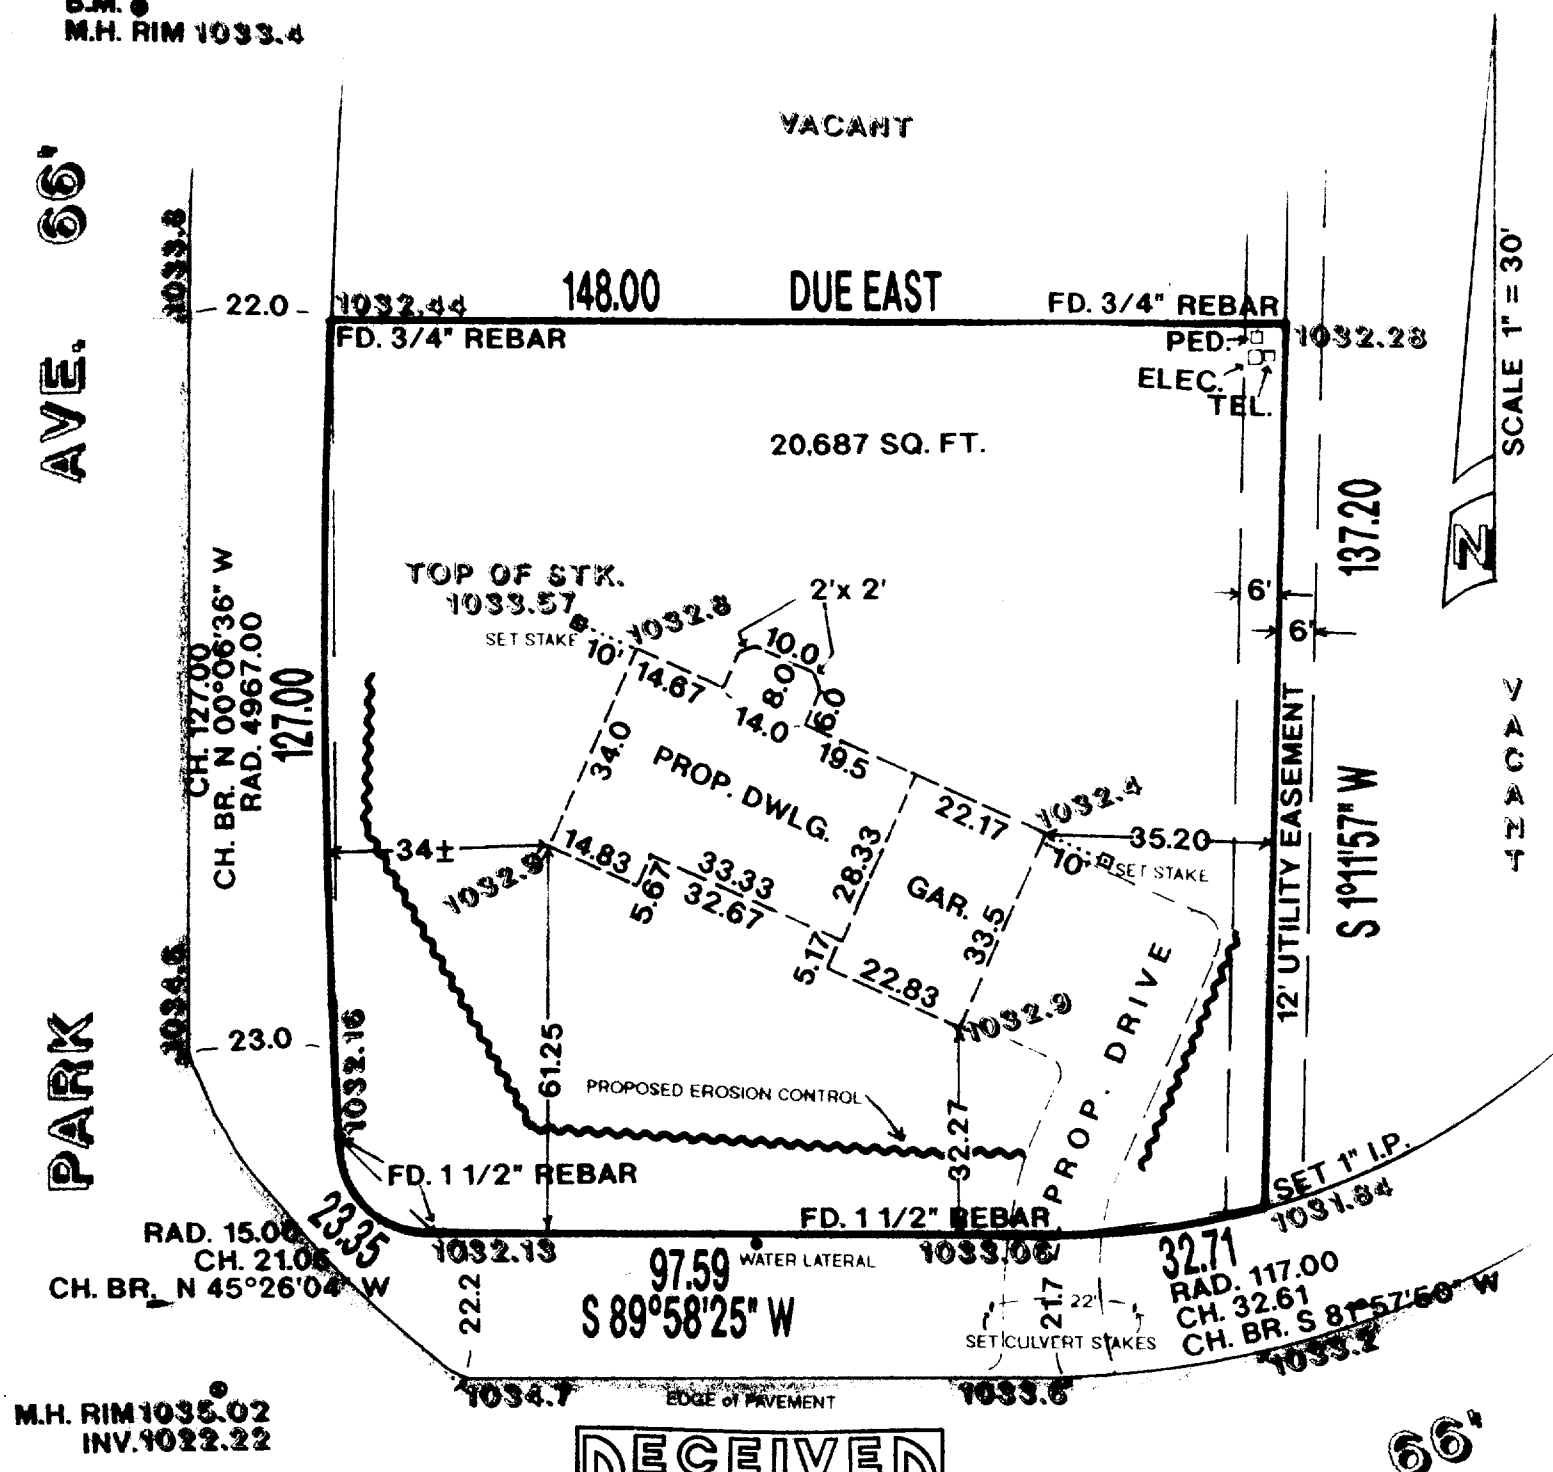 B.M.
M.H. RIM 1033.4
VACANT
AVE. 66'
1033.8
22.0
1032.44
148.00 DUE EAST
FD. 3/4" REBAR
FD. 3/4" REBAR
1032.28
PED.
ELEC.
TEL.
SCALE 1" = 30'
N
20,687 SQ. FT.
137.20
S 1°11'57" W
6'
6'
12' UTILITY EASEMENT
VACANT
TOP OF STK.
1033.57
SET STAKE
10'
1032.8
2'x 2'
10.0
8.0
6.0
14.67
14.0
19.5
34.0
PROP. DWLG.
22.17
1032.4
35.20
10'
SET STAKE
CH. 127.00
CH. BR. N 00°06'36" W
RAD. 4967.00
127.00
34±
1032.9
14.83
5.67
33.33
32.67
28.33
GAR.
33.5
5.17
22.83
1032.9
PROP. DRIVE
PARK
1034.6
23.0
1032.16
61.25
PROPOSED EROSION CONTROL
32.27
FD. 1 1/2" REBAR
FD. 1 1/2" REBAR
SET 1" I.P.
1031.84
23.35
RAD. 15.00
CH. 21.06
CH. BR. N 45°26'04" W
1032.13
97.59
S 89°58'25" W
WATER LATERAL
1033.06
32.71
RAD. 117.00
CH. 32.61
CH. BR. S 81°57'50" W
22.2
21.7
22'
SET CULVERT STAKES
1033.2
1034.7
EDGE of PAVEMENT
1033.6
M.H. RIM 1035.02
INV. 1022.22
RECEIVED
66'